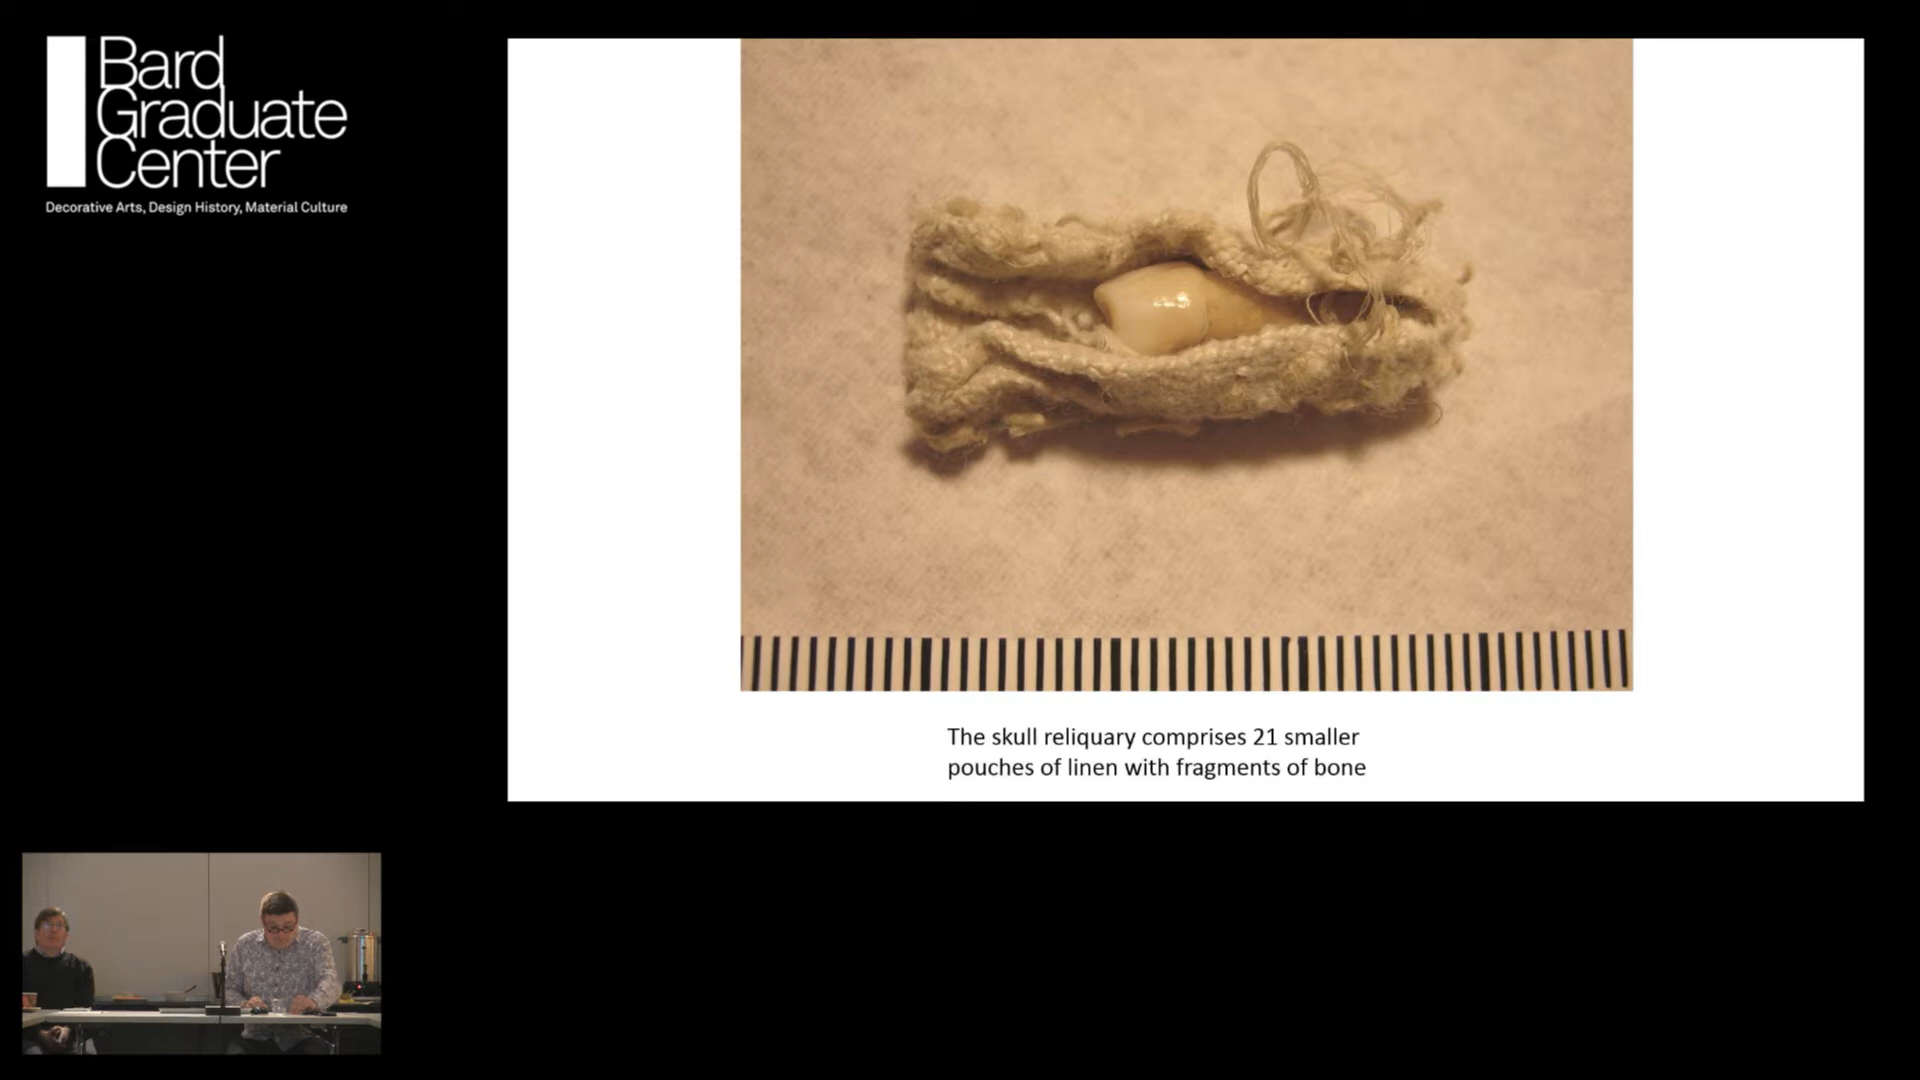 Bard
Graduate
Center
Decorative Arts, Design History, Material Culture
The skull reliquary comprises 21 smaller
pouches of linen with fragments of bone